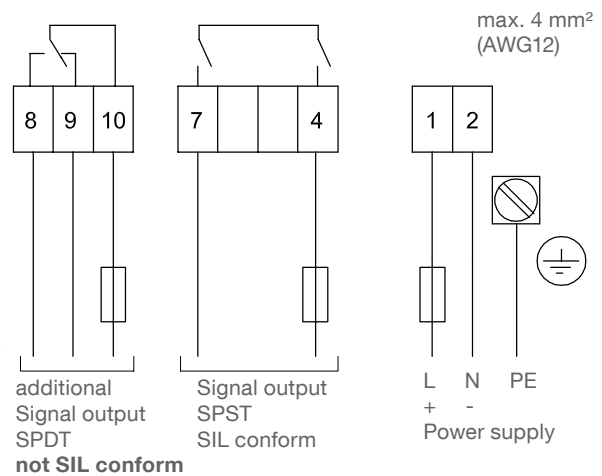 max. 4 mm²
(AWG12)
8 9 10
7 4
1 2
additional
Signal output
SPDT
not SIL conform
Signal output
SPST
SIL conform
L N PE
+ -
Power supply